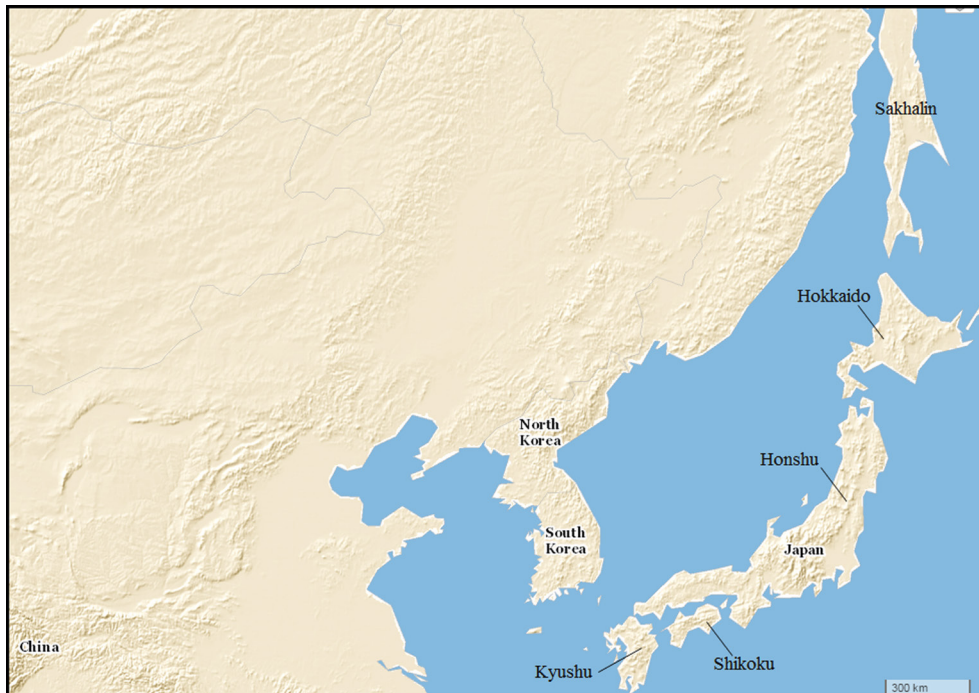 Sakhalin
Hokkaido
North
Korea
Honshu
South
Korea
Japan
China
Kyushu
Shikoku
300 km